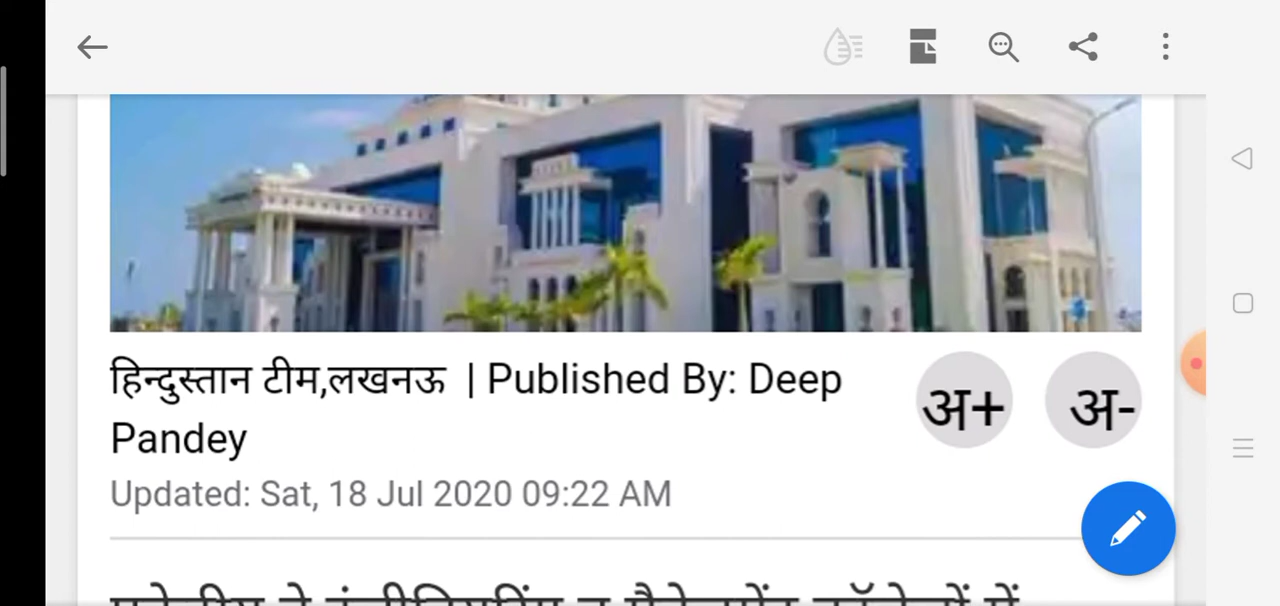 हिन्दुस्तान टीम,लखनऊ | Published By: Deep
Pandey
अ+ अ-
Updated: Sat, 18 Jul 2020 09:22 AM